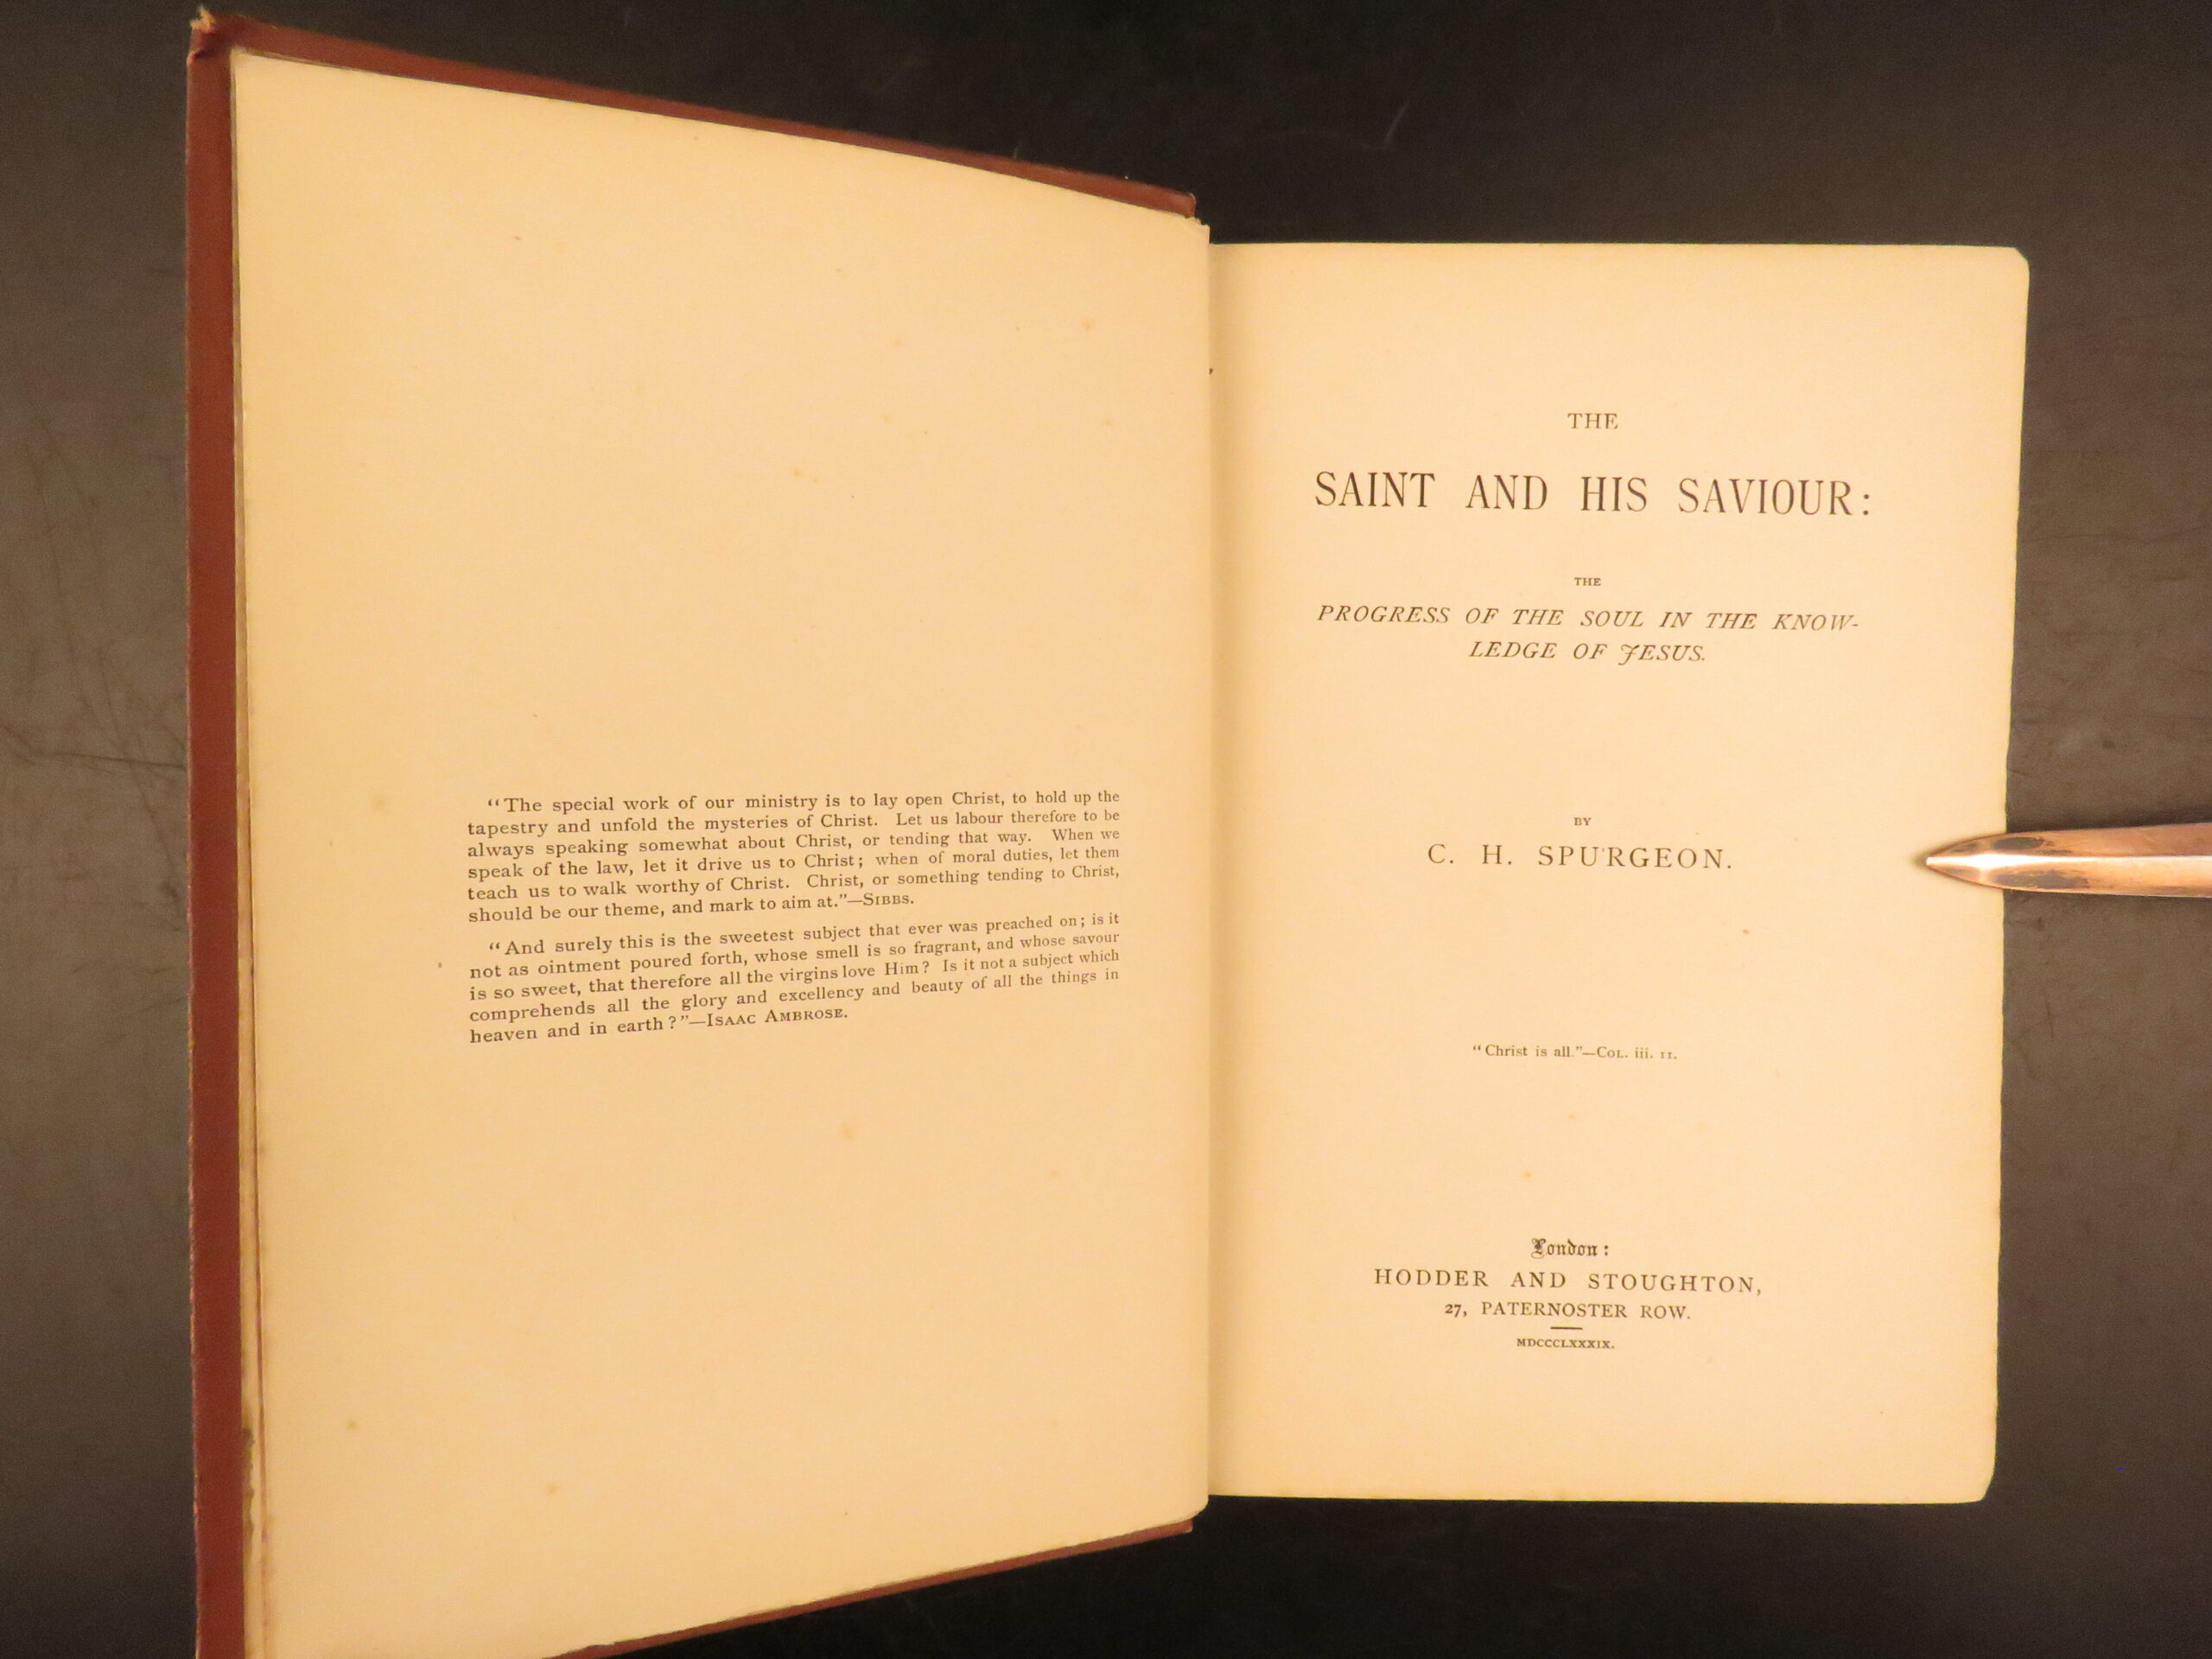 “The special work of our ministry is to lay open Christ, to hold up the
tapestry and unfold the mysteries of Christ. Let us labour therefore to be
always speaking somewhat about Christ, or tending that way. When we
speak of the law, let it drive us to Christ; when of moral duties, let them
teach us to walk worthy of Christ. Christ, or something tending to Christ,
should be our theme, and mark to aim at.”—SIBBS.
“And surely this is the sweetest subject that ever was preached on; is it
not as ointment poured forth, whose smell is so fragrant, and whose savour
is so sweet, that therefore all the virgins love Him? Is it not a subject which
comprehends all the glory and excellency and beauty of all the things in
heaven and in earth?”—ISAAC AMBROSE.
THE
SAINT AND HIS SAVIOUR:
THE
PROGRESS OF THE SOUL IN THE KNOW-
LEDGE OF JESUS.
BY
C. H. SPURGEON.
“Christ is all.”—COL. iii. 11.
London:
HODDER AND STOUGHTON,
27, PATERNOSTER ROW.
MDCCCLXXXIX.